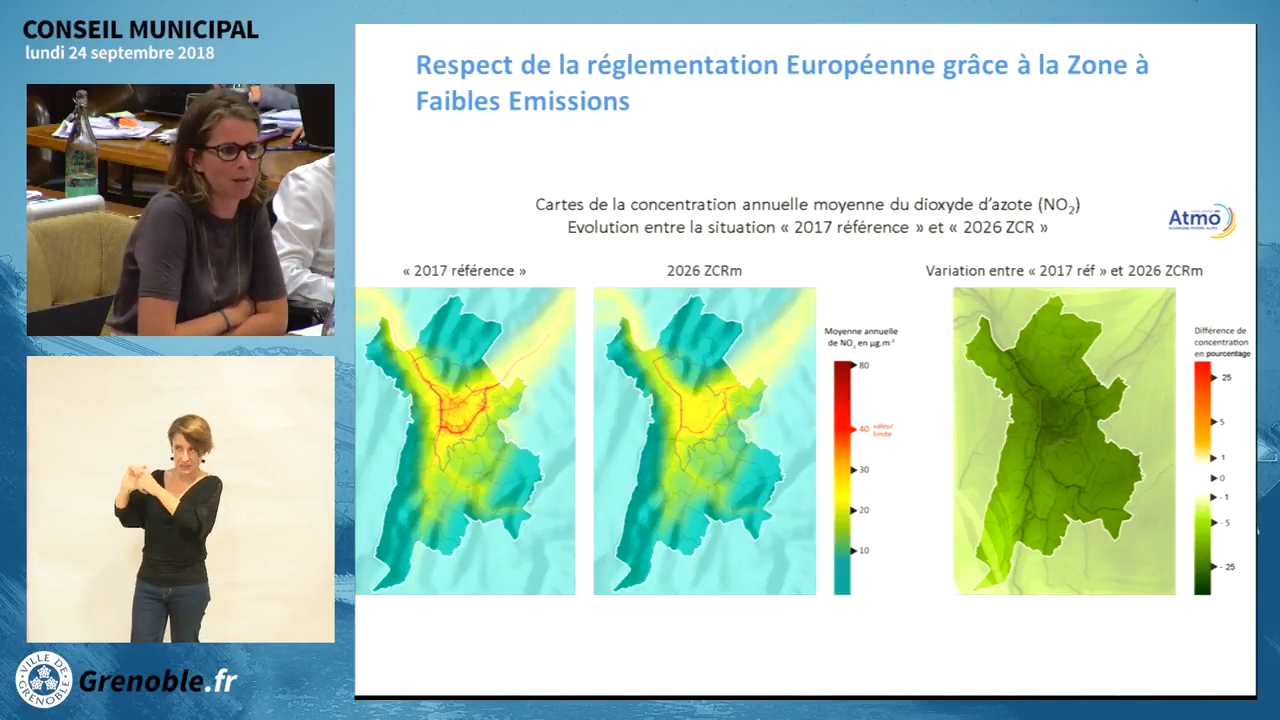 CONSEIL MUNICIPAL
lundi 24 septembre 2018
Respect de la réglementation Européenne grâce à la Zone à
Faibles Emissions
Cartes de la concentration annuelle moyenne du dioxyde d'azote (NO₂)
Evolution entre la situation « 2017 référence » et « 2026 ZCR »
Atmo
AUVERGNE-RHÔNE-ALPES
« 2017 référence »
2026 ZCRm
Variation entre « 2017 réf » et 2026 ZCRm
Moyenne annuelle
de NO₂ en µg.m⁻³
80
40 valeur
limite
30
20
10
Différence de
concentration
en pourcentage
25
5
1
0
- 1
- 5
- 25
VILLE DE
GRENOBLE
Grenoble.fr